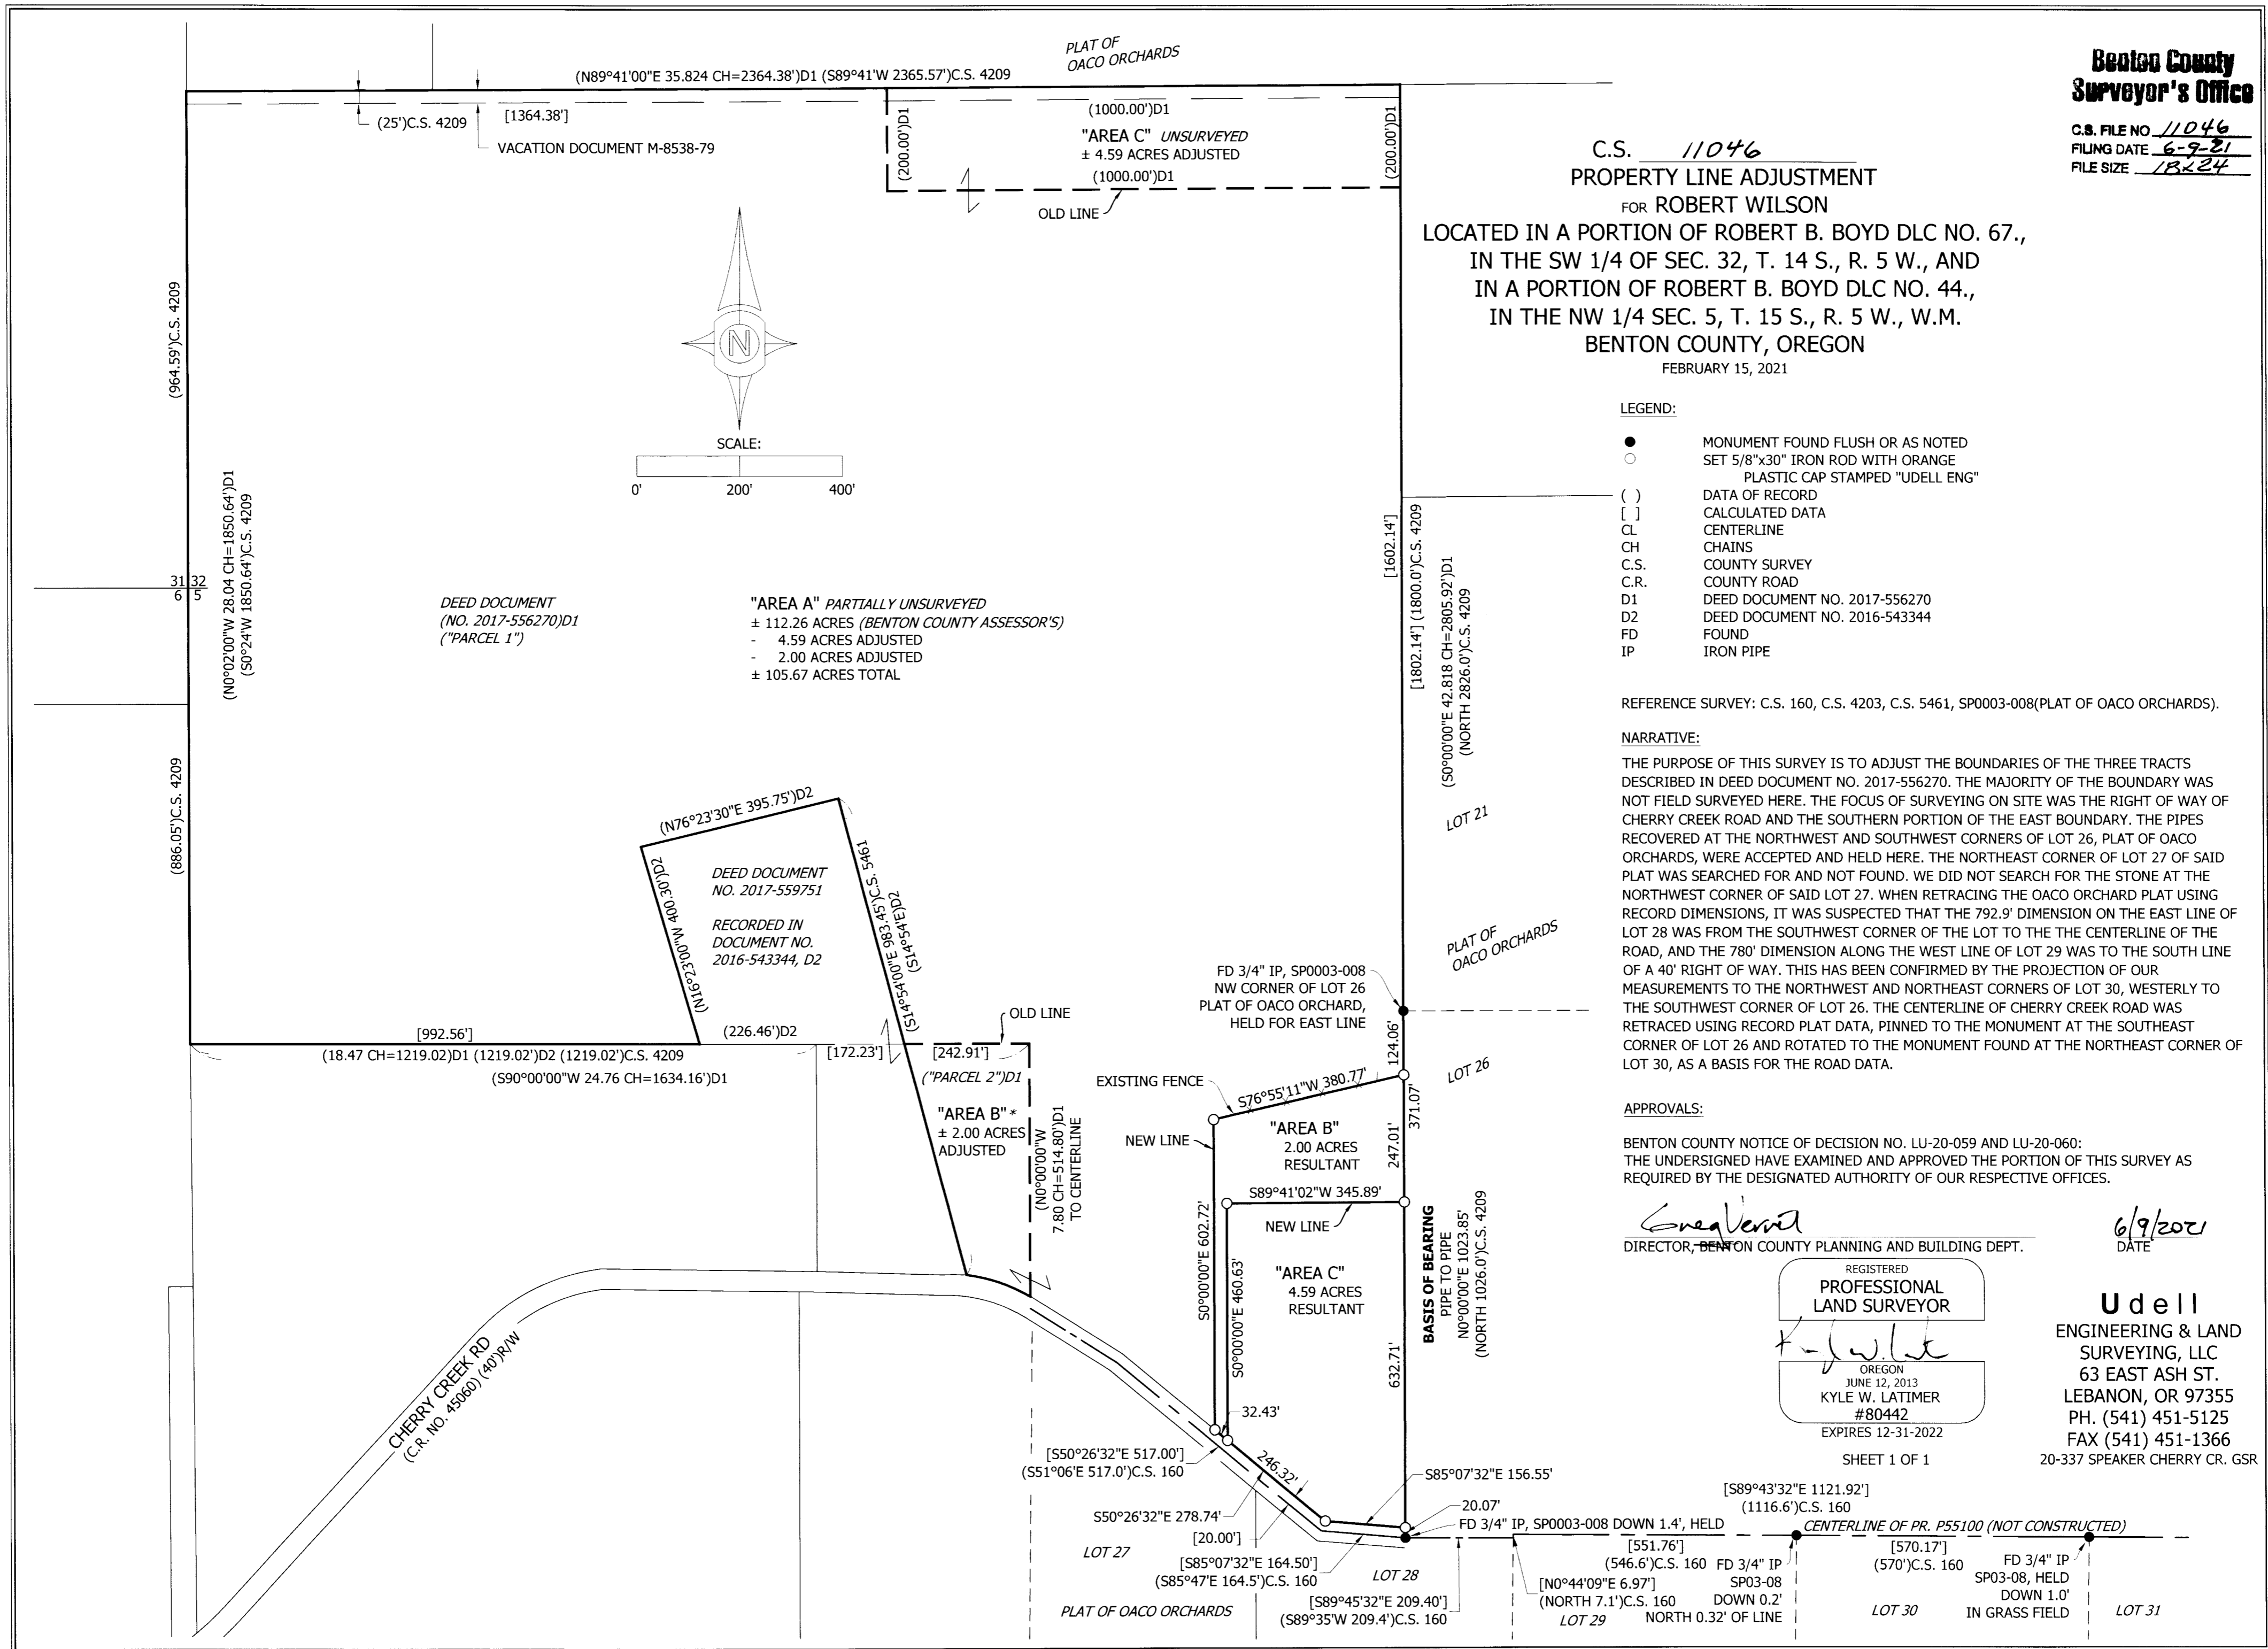 Benton County
Surveyor's Office
C.S. FILE NO 11046
FILING DATE 6-9-21
FILE SIZE 18x24
C.S. 11046
PROPERTY LINE ADJUSTMENT
FOR ROBERT WILSON
LOCATED IN A PORTION OF ROBERT B. BOYD DLC NO. 67.,
IN THE SW 1/4 OF SEC. 32, T. 14 S., R. 5 W., AND
IN A PORTION OF ROBERT B. BOYD DLC NO. 44.,
IN THE NW 1/4 SEC. 5, T. 15 S., R. 5 W., W.M.
BENTON COUNTY, OREGON
FEBRUARY 15, 2021
PLAT OF
OACO ORCHARDS
(N89°41'00"E 35.824 CH=2364.38')D1 (S89°41'W 2365.57')C.S. 4209
(25')C.S. 4209
[1364.38']
VACATION DOCUMENT M-8538-79
(200.00')D1
(1000.00')D1
"AREA C" UNSURVEYED
± 4.59 ACRES ADJUSTED
(1000.00')D1
(200.00')D1
OLD LINE
N
SCALE:
0' 200' 400'
(964.59')C.S. 4209
(N0°02'00"W 28.04 CH=1850.64')D1
(S0°24'W 1850.64')C.S. 4209
31 32
6 5
(886.05')C.S. 4209
DEED DOCUMENT
(NO. 2017-556270)D1
("PARCEL 1")
"AREA A" PARTIALLY UNSURVEYED
± 112.26 ACRES (BENTON COUNTY ASSESSOR'S)
- 4.59 ACRES ADJUSTED
- 2.00 ACRES ADJUSTED
± 105.67 ACRES TOTAL
[1602.14']
[1802.14'] (1800.0')C.S. 4209
(S0°00'00"E 42.818 CH=2805.92')D1
(NORTH 2826.0')C.S. 4209
LOT 21
PLAT OF
OACO ORCHARDS
LEGEND:
MONUMENT FOUND FLUSH OR AS NOTED
SET 5/8"x30" IRON ROD WITH ORANGE
PLASTIC CAP STAMPED "UDELL ENG"
( ) DATA OF RECORD
[ ] CALCULATED DATA
CL CENTERLINE
CH CHAINS
C.S. COUNTY SURVEY
C.R. COUNTY ROAD
D1 DEED DOCUMENT NO. 2017-556270
D2 DEED DOCUMENT NO. 2016-543344
FD FOUND
IP IRON PIPE
REFERENCE SURVEY: C.S. 160, C.S. 4203, C.S. 5461, SP0003-008(PLAT OF OACO ORCHARDS).
NARRATIVE:
THE PURPOSE OF THIS SURVEY IS TO ADJUST THE BOUNDARIES OF THE THREE TRACTS
DESCRIBED IN DEED DOCUMENT NO. 2017-556270. THE MAJORITY OF THE BOUNDARY WAS
NOT FIELD SURVEYED HERE. THE FOCUS OF SURVEYING ON SITE WAS THE RIGHT OF WAY OF
CHERRY CREEK ROAD AND THE SOUTHERN PORTION OF THE EAST BOUNDARY. THE PIPES
RECOVERED AT THE NORTHWEST AND SOUTHWEST CORNERS OF LOT 26, PLAT OF OACO
ORCHARDS, WERE ACCEPTED AND HELD HERE. THE NORTHEAST CORNER OF LOT 27 OF SAID
PLAT WAS SEARCHED FOR AND NOT FOUND. WE DID NOT SEARCH FOR THE STONE AT THE
NORTHWEST CORNER OF SAID LOT 27. WHEN RETRACING THE OACO ORCHARD PLAT USING
RECORD DIMENSIONS, IT WAS SUSPECTED THAT THE 792.9' DIMENSION ON THE EAST LINE OF
LOT 28 WAS FROM THE SOUTHWEST CORNER OF THE LOT TO THE THE CENTERLINE OF THE
ROAD, AND THE 780' DIMENSION ALONG THE WEST LINE OF LOT 29 WAS TO THE SOUTH LINE
OF A 40' RIGHT OF WAY. THIS HAS BEEN CONFIRMED BY THE PROJECTION OF OUR
MEASUREMENTS TO THE NORTHWEST AND NORTHEAST CORNERS OF LOT 30, WESTERLY TO
THE SOUTHWEST CORNER OF LOT 26. THE CENTERLINE OF CHERRY CREEK ROAD WAS
RETRACED USING RECORD PLAT DATA, PINNED TO THE MONUMENT AT THE SOUTHEAST
CORNER OF LOT 26 AND ROTATED TO THE MONUMENT FOUND AT THE NORTHEAST CORNER OF
LOT 30, AS A BASIS FOR THE ROAD DATA.
APPROVALS:
BENTON COUNTY NOTICE OF DECISION NO. LU-20-059 AND LU-20-060:
THE UNDERSIGNED HAVE EXAMINED AND APPROVED THE PORTION OF THIS SURVEY AS
REQUIRED BY THE DESIGNATED AUTHORITY OF OUR RESPECTIVE OFFICES.
6/9/2021
DIRECTOR, BENTON COUNTY PLANNING AND BUILDING DEPT. DATE
REGISTERED
PROFESSIONAL
LAND SURVEYOR
OREGON
JUNE 12, 2013
KYLE W. LATIMER
#80442
EXPIRES 12-31-2022
SHEET 1 OF 1
Udell
ENGINEERING & LAND
SURVEYING, LLC
63 EAST ASH ST.
LEBANON, OR 97355
PH. (541) 451-5125
FAX (541) 451-1366
20-337 SPEAKER CHERRY CR. GSR
(N76°23'30"E 395.75')D2
(N16°23'00"W 400.30')D2
DEED DOCUMENT
NO. 2017-559751
RECORDED IN
DOCUMENT NO.
2016-543344, D2
(S14°54'00"E 983.45')C.S. 5461
(S14°54'E)D2
[992.56']
(226.46')D2
[172.23']
[242.91']
OLD LINE
(18.47 CH=1219.02)D1 (1219.02')D2 (1219.02')C.S. 4209
(S90°00'00"W 24.76 CH=1634.16')D1
("PARCEL 2")D1
"AREA B"*
± 2.00 ACRES
ADJUSTED
(N0°00'00"W
7.80 CH=514.80')D1
TO CENTERLINE
CHERRY CREEK RD
(C.R. NO. 45060) (40')R/W
FD 3/4" IP, SP0003-008
NW CORNER OF LOT 26
PLAT OF OACO ORCHARD,
HELD FOR EAST LINE
124.06'
LOT 26
EXISTING FENCE
S76°55'11"W 380.77'
371.07'
NEW LINE
"AREA B"
2.00 ACRES
RESULTANT
247.01'
S89°41'02"W 345.89'
NEW LINE
S0°00'00"E 602.72'
S0°00'00"E 460.63'
"AREA C"
4.59 ACRES
RESULTANT
632.71'
BASIS OF BEARING
PIPE TO PIPE
N0°00'00"E 1023.85'
(NORTH 1026.0')C.S. 4209
32.43'
[S50°26'32"E 517.00']
(S51°06'E 517.0')C.S. 160
246.32'
S85°07'32"E 156.55'
S50°26'32"E 278.74'
20.07'
FD 3/4" IP, SP0003-008 DOWN 1.4', HELD
[20.00']
LOT 27
[S85°07'32"E 164.50']
(S85°47'E 164.5')C.S. 160
LOT 28
PLAT OF OACO ORCHARDS
[S89°45'32"E 209.40']
(S89°35'W 209.4')C.S. 160
[S89°43'32"E 1121.92']
(1116.6')C.S. 160
CENTERLINE OF PR. P55100 (NOT CONSTRUCTED)
[551.76']
(546.6')C.S. 160
[N0°44'09"E 6.97']
(NORTH 7.1')C.S. 160
LOT 29
FD 3/4" IP
SP03-08
DOWN 0.2'
NORTH 0.32' OF LINE
[570.17']
(570')C.S. 160
LOT 30
FD 3/4" IP
SP03-08, HELD
DOWN 1.0'
IN GRASS FIELD
LOT 31